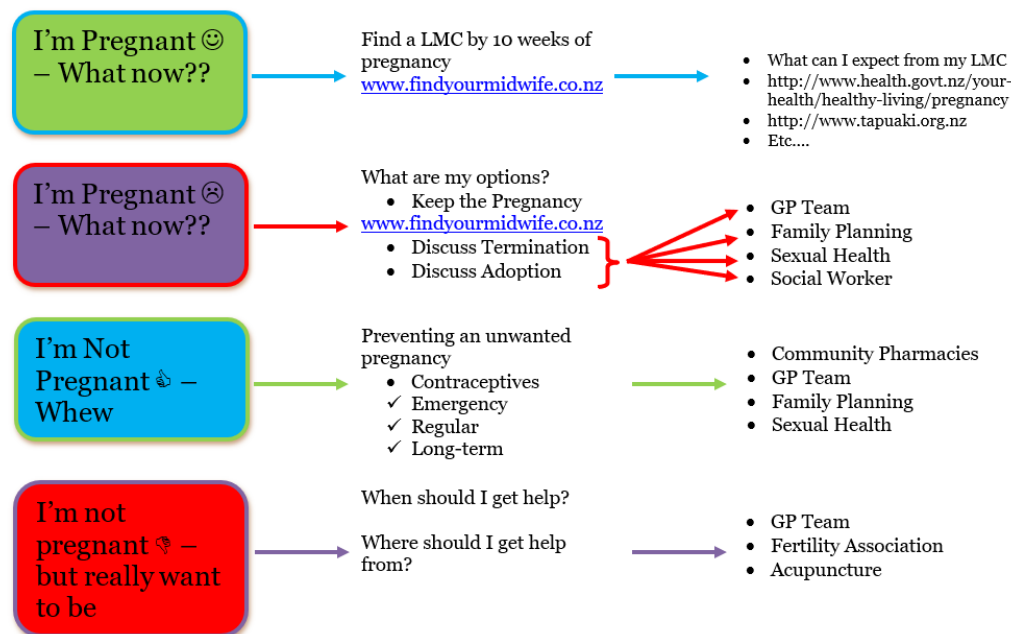 I'm Pregnant ☺
– What now??
Find a LMC by 10 weeks of
pregnancy
www.findyourmidwife.co.nz
• What can I expect from my LMC
• http://www.health.govt.nz/your-
health/healthy-living/pregnancy
• http://www.tapuaki.org.nz
• Etc....
I'm Pregnant ☹
– What now??
What are my options?
• Keep the Pregnancy
www.findyourmidwife.co.nz
• Discuss Termination
• Discuss Adoption
• GP Team
• Family Planning
• Sexual Health
• Social Worker
I'm Not
Pregnant 👍 –
Whew
Preventing an unwanted
pregnancy
• Contraceptives
✓ Emergency
✓ Regular
✓ Long-term
• Community Pharmacies
• GP Team
• Family Planning
• Sexual Health
I'm not
pregnant 👎 –
but really want
to be
When should I get help?
Where should I get help
from?
• GP Team
• Fertility Association
• Acupuncture